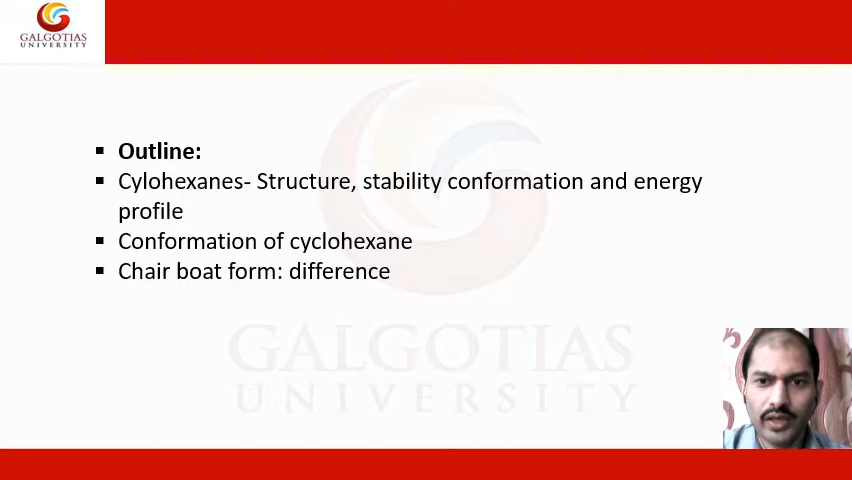 GALGOTIAS
UNIVERSITY
Outline:
Cylohexanes- Structure, stability conformation and energy
profile
Conformation of cyclohexane
Chair boat form: difference
GALGOTIAS
UNIVERSITY